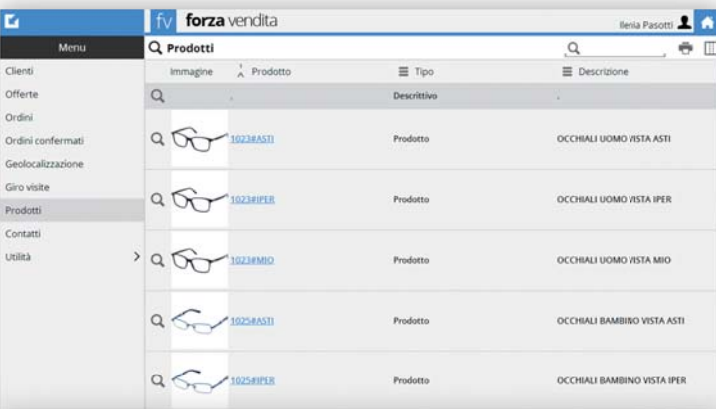 fv forza vendita
Ilenia Pasotti
Menu
Prodotti
Clienti
Offerte
Ordini
Ordini confermati
Geolocalizzazione
Giro visite
Prodotti
Contatti
Utilità
Immagine 1 Prodotto Tipo Descrizione
. Descrittivo .
1023#ASTI Prodotto OCCHIALI UOMO VISTA ASTI
1023#IPER Prodotto OCCHIALI UOMO VISTA IPER
1023#MIO Prodotto OCCHIALI UOMO VISTA MIO
1025#ASTI Prodotto OCCHIALI BAMBINO VISTA ASTI
1025#IPER Prodotto OCCHIALI BAMBINO VISTA IPER